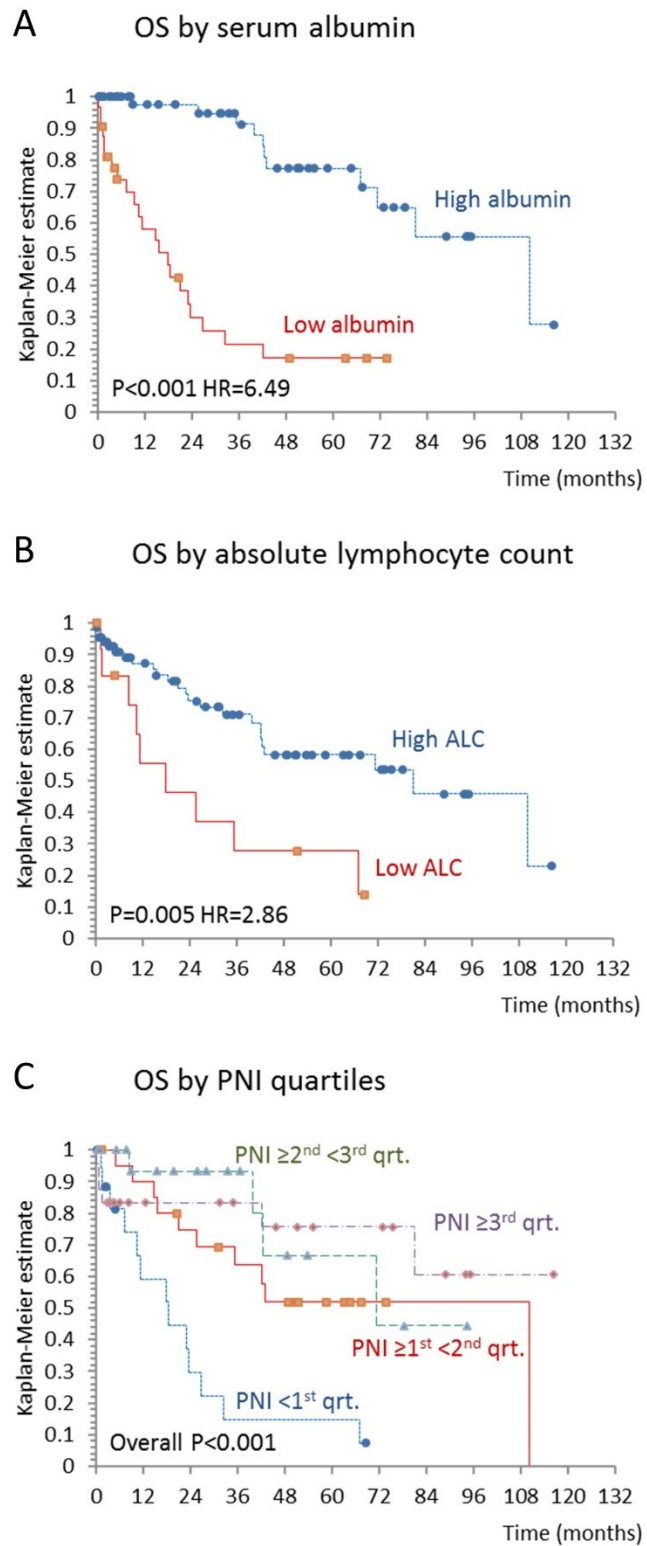 A
OS by serum albumin
Kaplan-Meier estimate
1
0.9
0.8
0.7
0.6
0.5
0.4
0.3
0.2
0.1
0
High albumin
Low albumin
P<0.001 HR=6.49
0 12 24 36 48 60 72 84 96 108 120 132
Time (months)
B
OS by absolute lymphocyte count
Kaplan-Meier estimate
1
0.9
0.8
0.7
0.6
0.5
0.4
0.3
0.2
0.1
0
High ALC
Low ALC
P=0.005 HR=2.86
0 12 24 36 48 60 72 84 96 108 120 132
Time (months)
C
OS by PNI quartiles
Kaplan-Meier estimate
1
0.9
0.8
0.7
0.6
0.5
0.4
0.3
0.2
0.1
0
PNI ≥2nd <3rd qrt.
PNI ≥3rd qrt.
PNI ≥1st <2nd qrt.
PNI <1st qrt.
Overall P<0.001
0 12 24 36 48 60 72 84 96 108 120 132
Time (months)